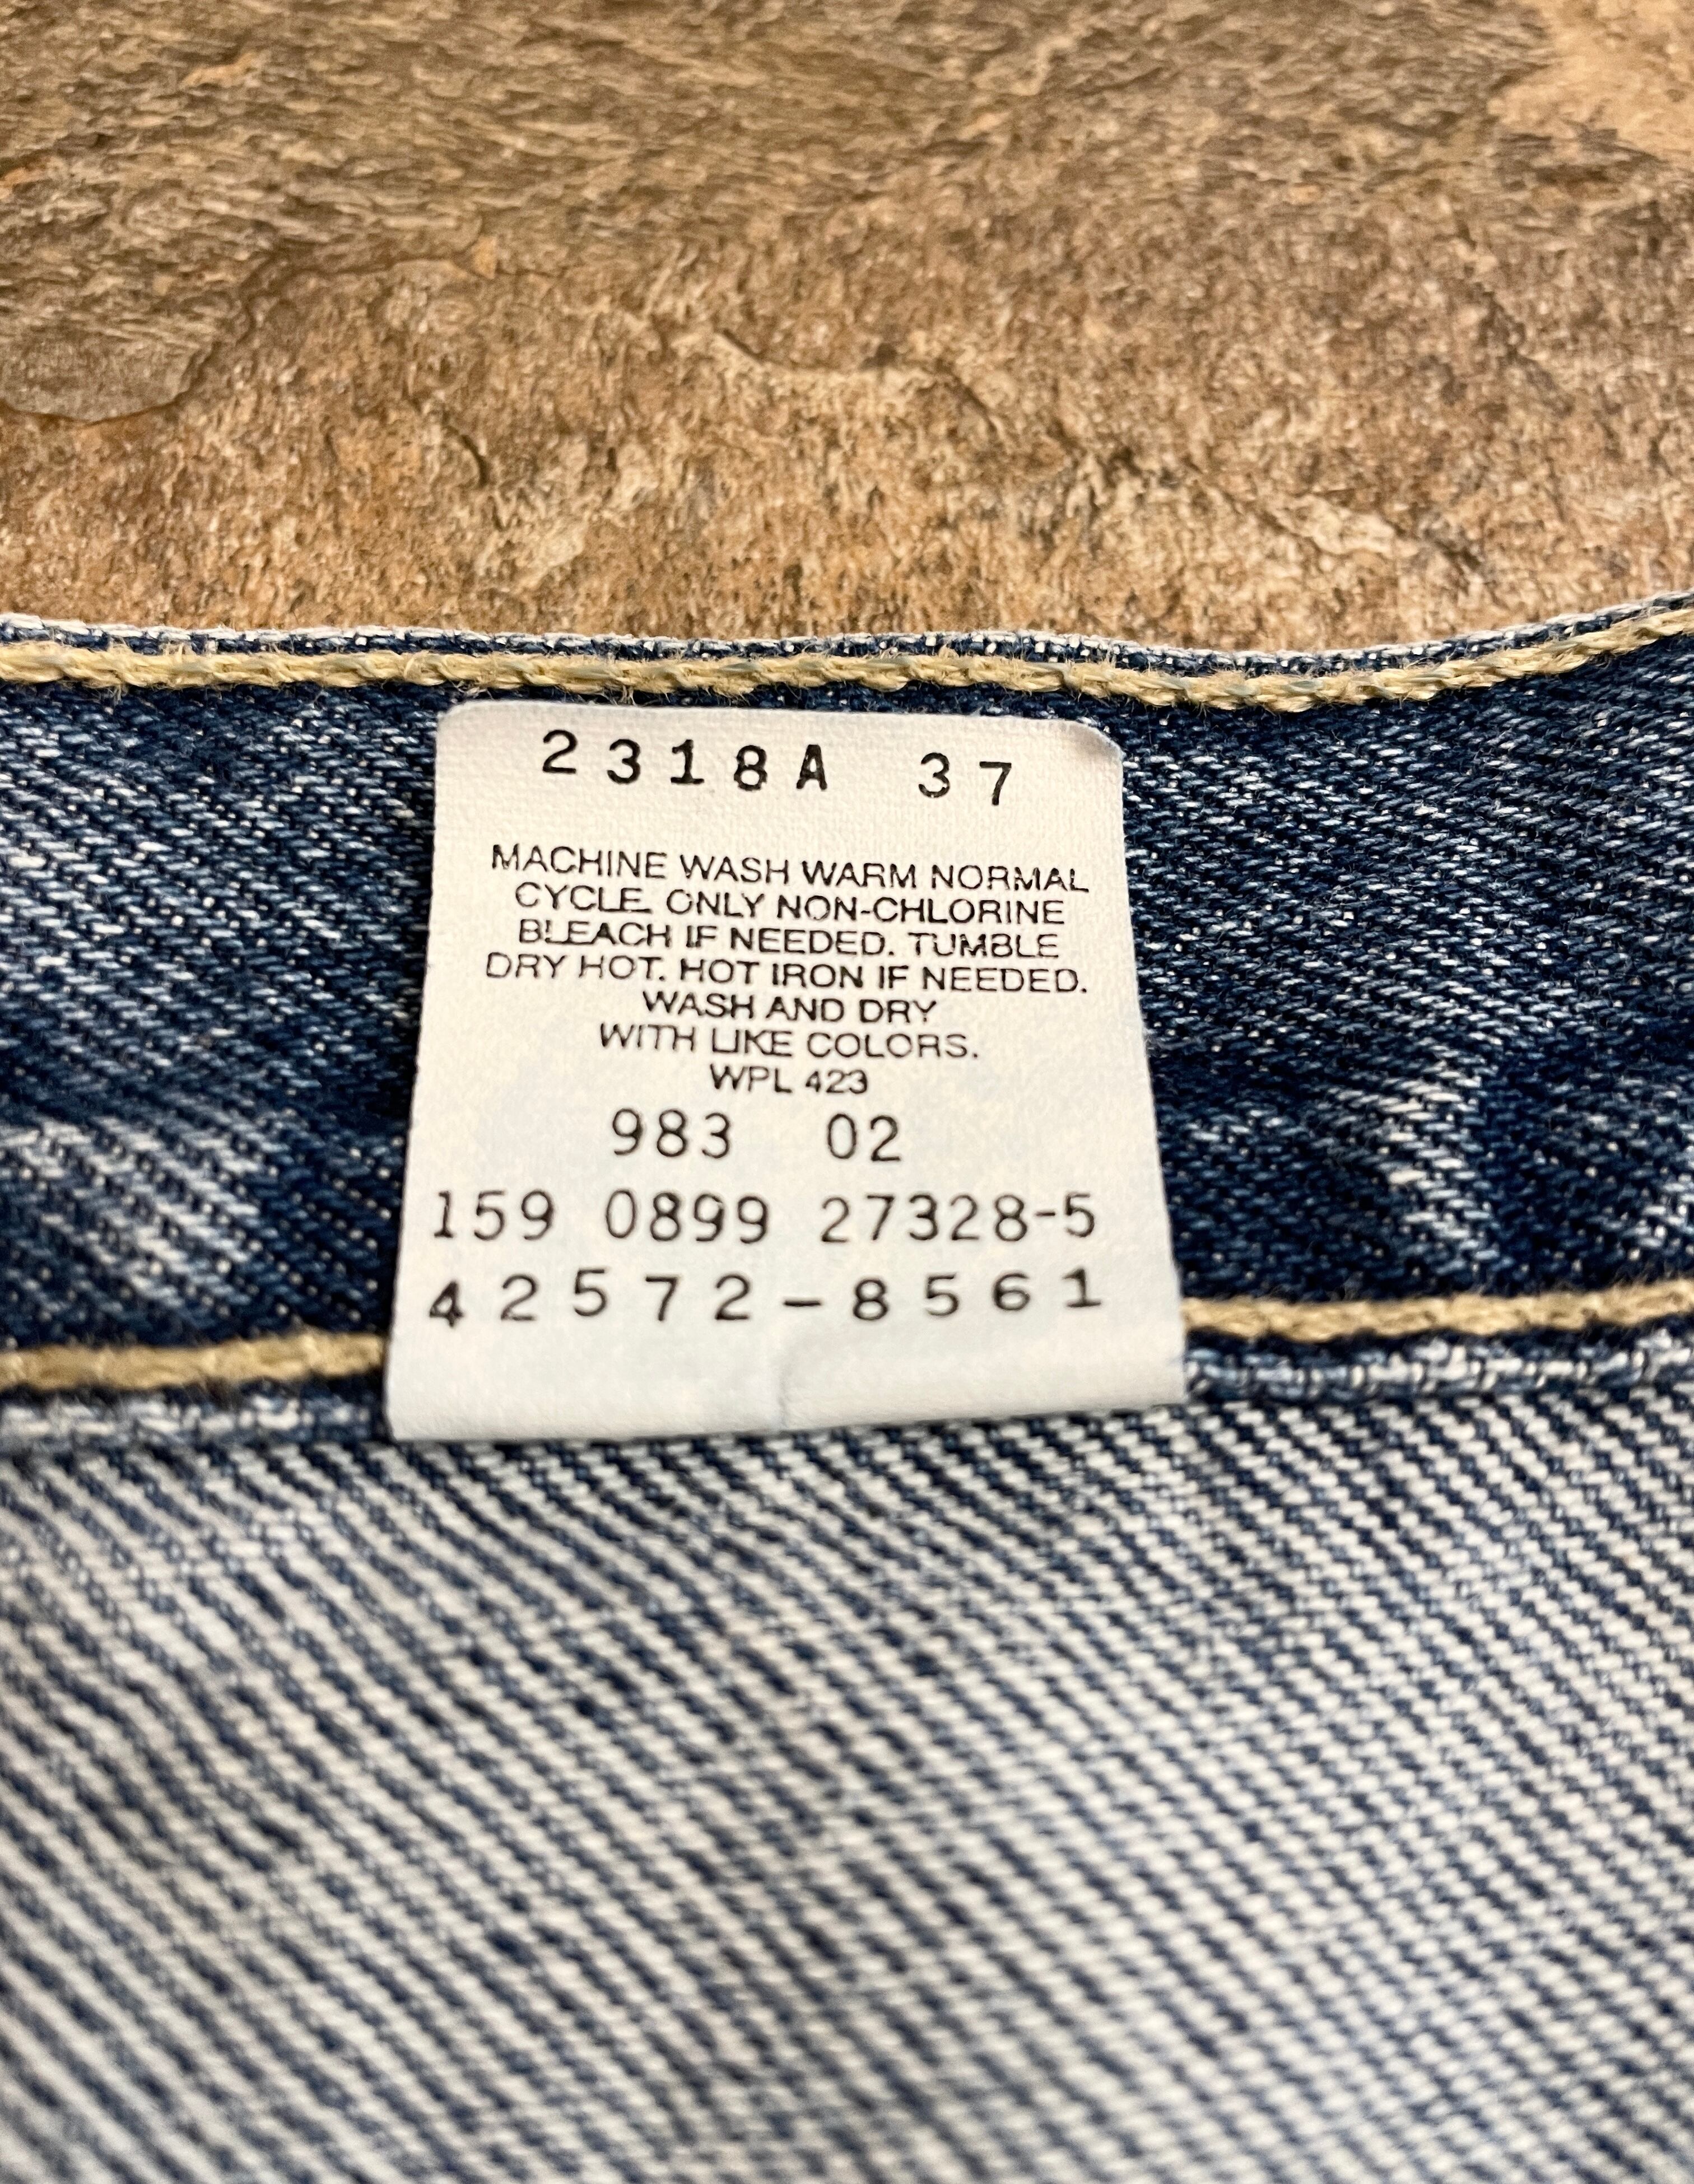 2318A 37
MACHINE WASH WARM NORMAL
CYCLE. ONLY NON-CHLORINE
BLEACH IF NEEDED. TUMBLE
DRY HOT. HOT IRON IF NEEDED.
WASH AND DRY
WITH LIKE COLORS.
WPL 423
983 02
159 0899 27328-5
42572-8561